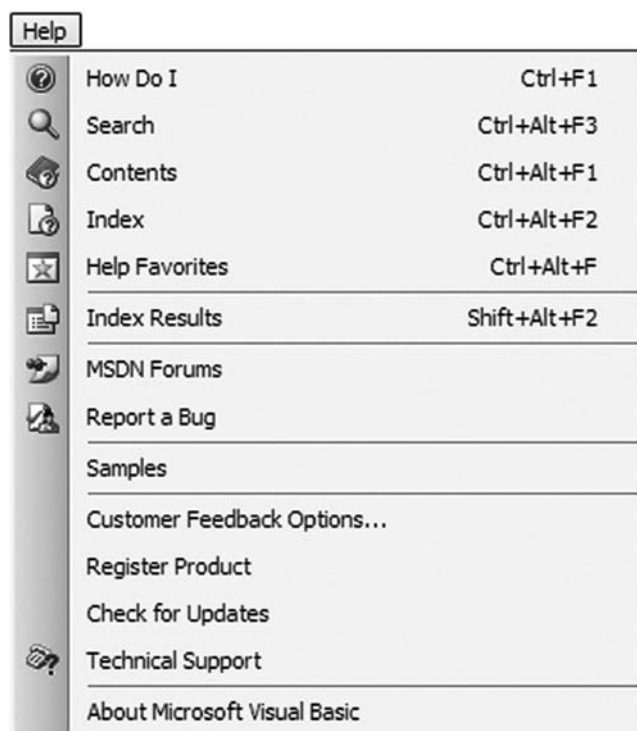 Help
How Do I Ctrl+F1
Search Ctrl+Alt+F3
Contents Ctrl+Alt+F1
Index Ctrl+Alt+F2
Help Favorites Ctrl+Alt+F
Index Results Shift+Alt+F2
MSDN Forums
Report a Bug
Samples
Customer Feedback Options...
Register Product
Check for Updates
Technical Support
About Microsoft Visual Basic